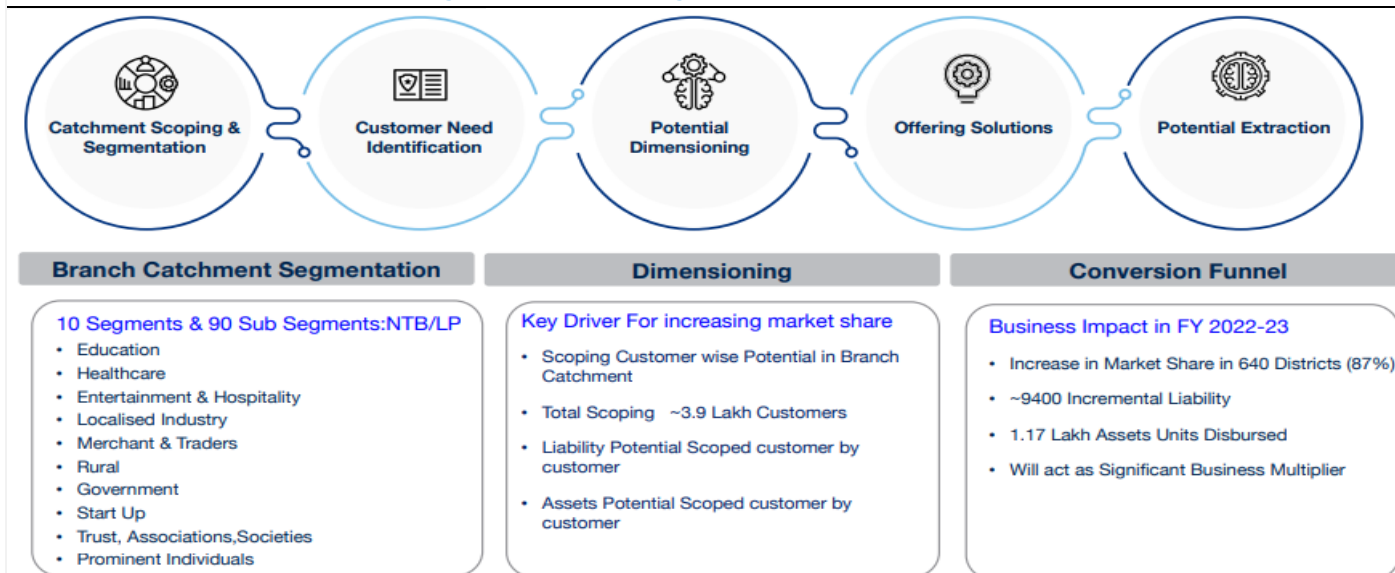 Catchment Scoping &
Segmentation
Customer Need
Identification
Potential
Dimensioning
Offering Solutions
Potential Extraction
Branch Catchment Segmentation
10 Segments & 90 Sub Segments:NTB/LP
• Education
• Healthcare
• Entertainment & Hospitality
• Localised Industry
• Merchant & Traders
• Rural
• Government
• Start Up
• Trust, Associations,Societies
• Prominent Individuals
Dimensioning
Key Driver For increasing market share
• Scoping Customer wise Potential in Branch
Catchment
• Total Scoping ~3.9 Lakh Customers
• Liability Potential Scoped customer by
customer
• Assets Potential Scoped customer by
customer
Conversion Funnel
Business Impact in FY 2022-23
• Increase in Market Share in 640 Districts (87%)
• ~9400 Incremental Liability
• 1.17 Lakh Assets Units Disbursed
• Will act as Significant Business Multiplier